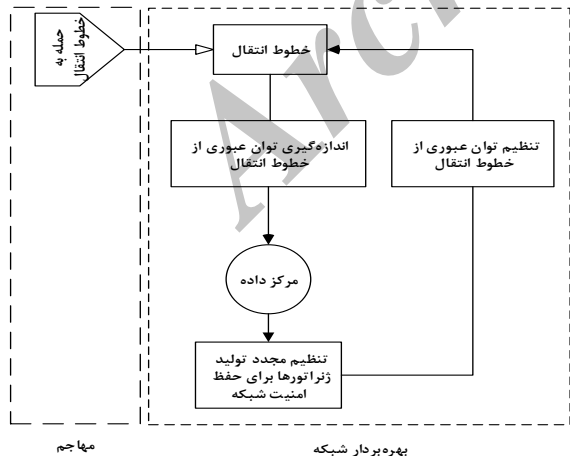 حمله به
خطوط انتقال
خطوط انتقال
اندازه‌گیری توان عبوری از
خطوط انتقال
تنظیم توان عبوری از
خطوط انتقال
مرکز داده
تنظیم مجدد تولید
ژنراتورها برای حفظ
امنیت شبکه
مهاجم
بهره‌بردار شبکه
Arc